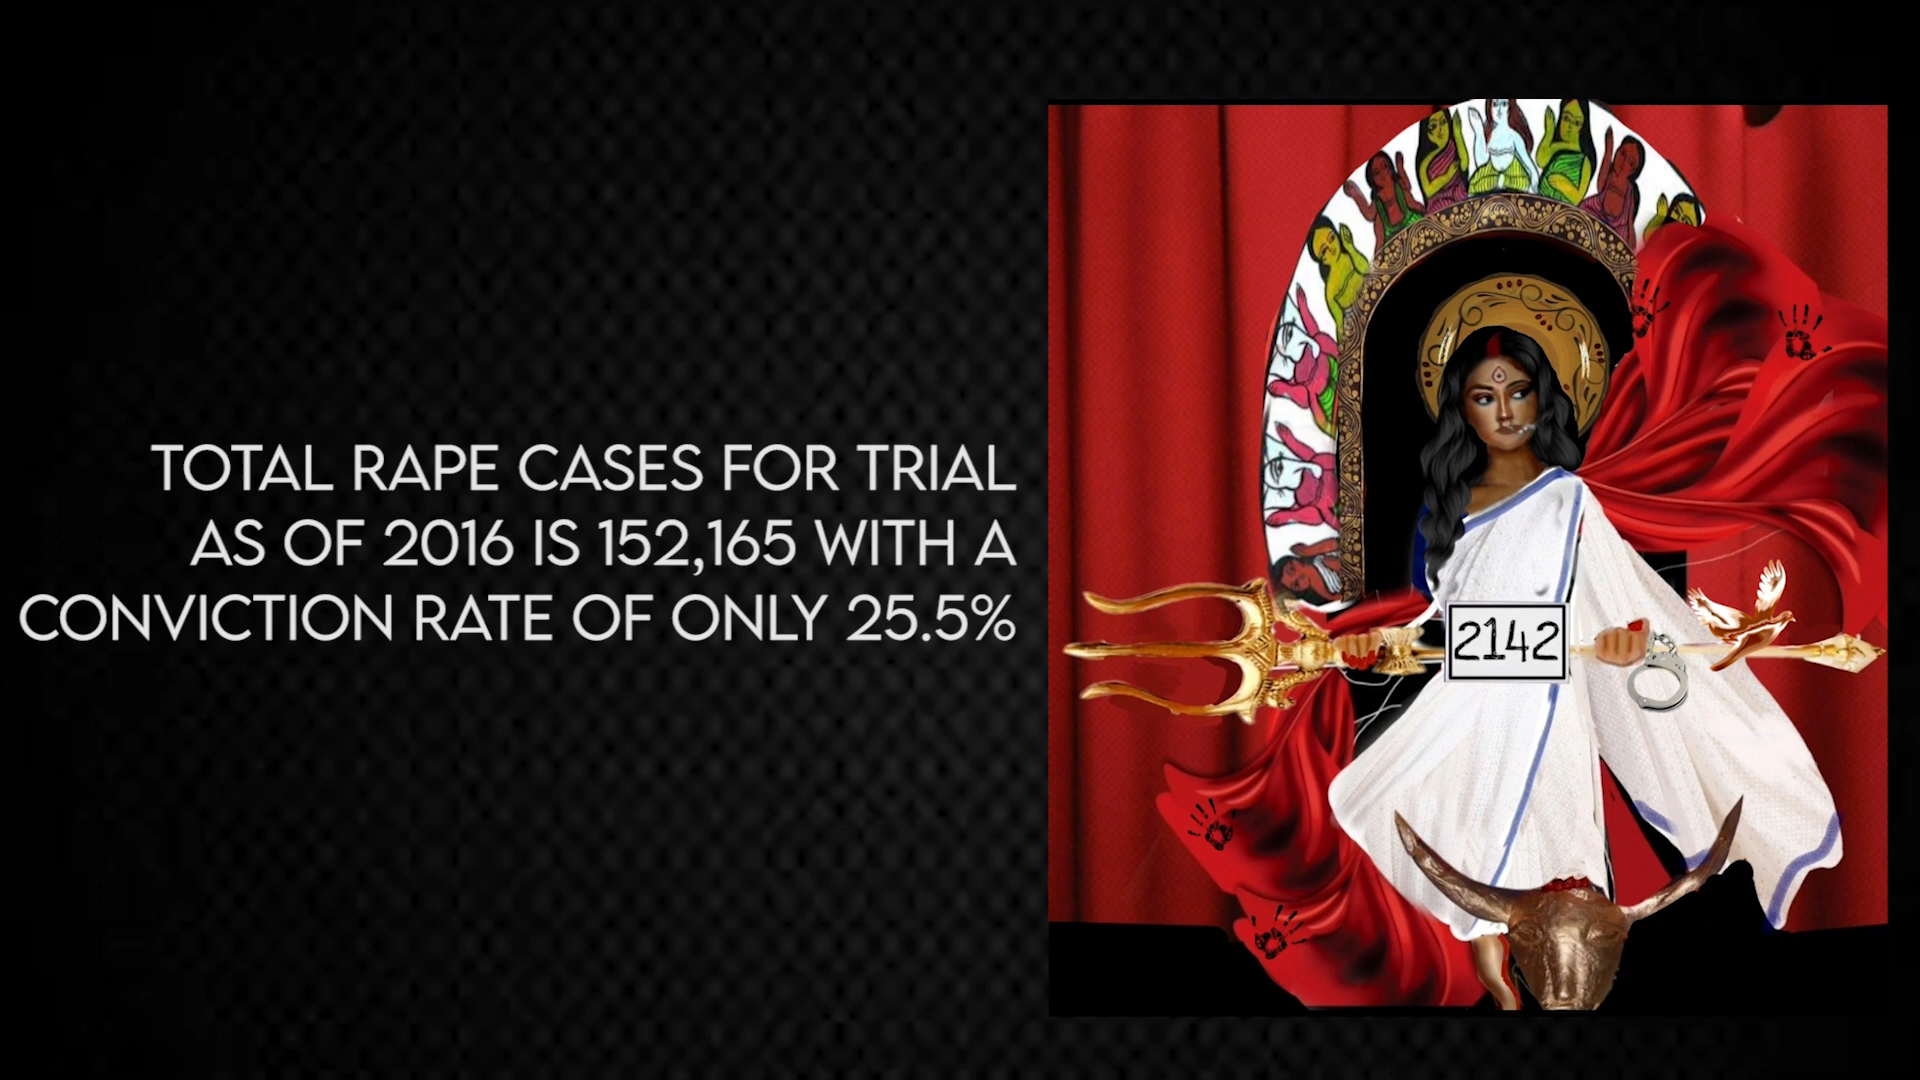 TOTAL RAPE CASES FOR TRIAL
AS OF 2016 IS 152,165 WITH A
CONVICTION RATE OF ONLY 25.5%
2142